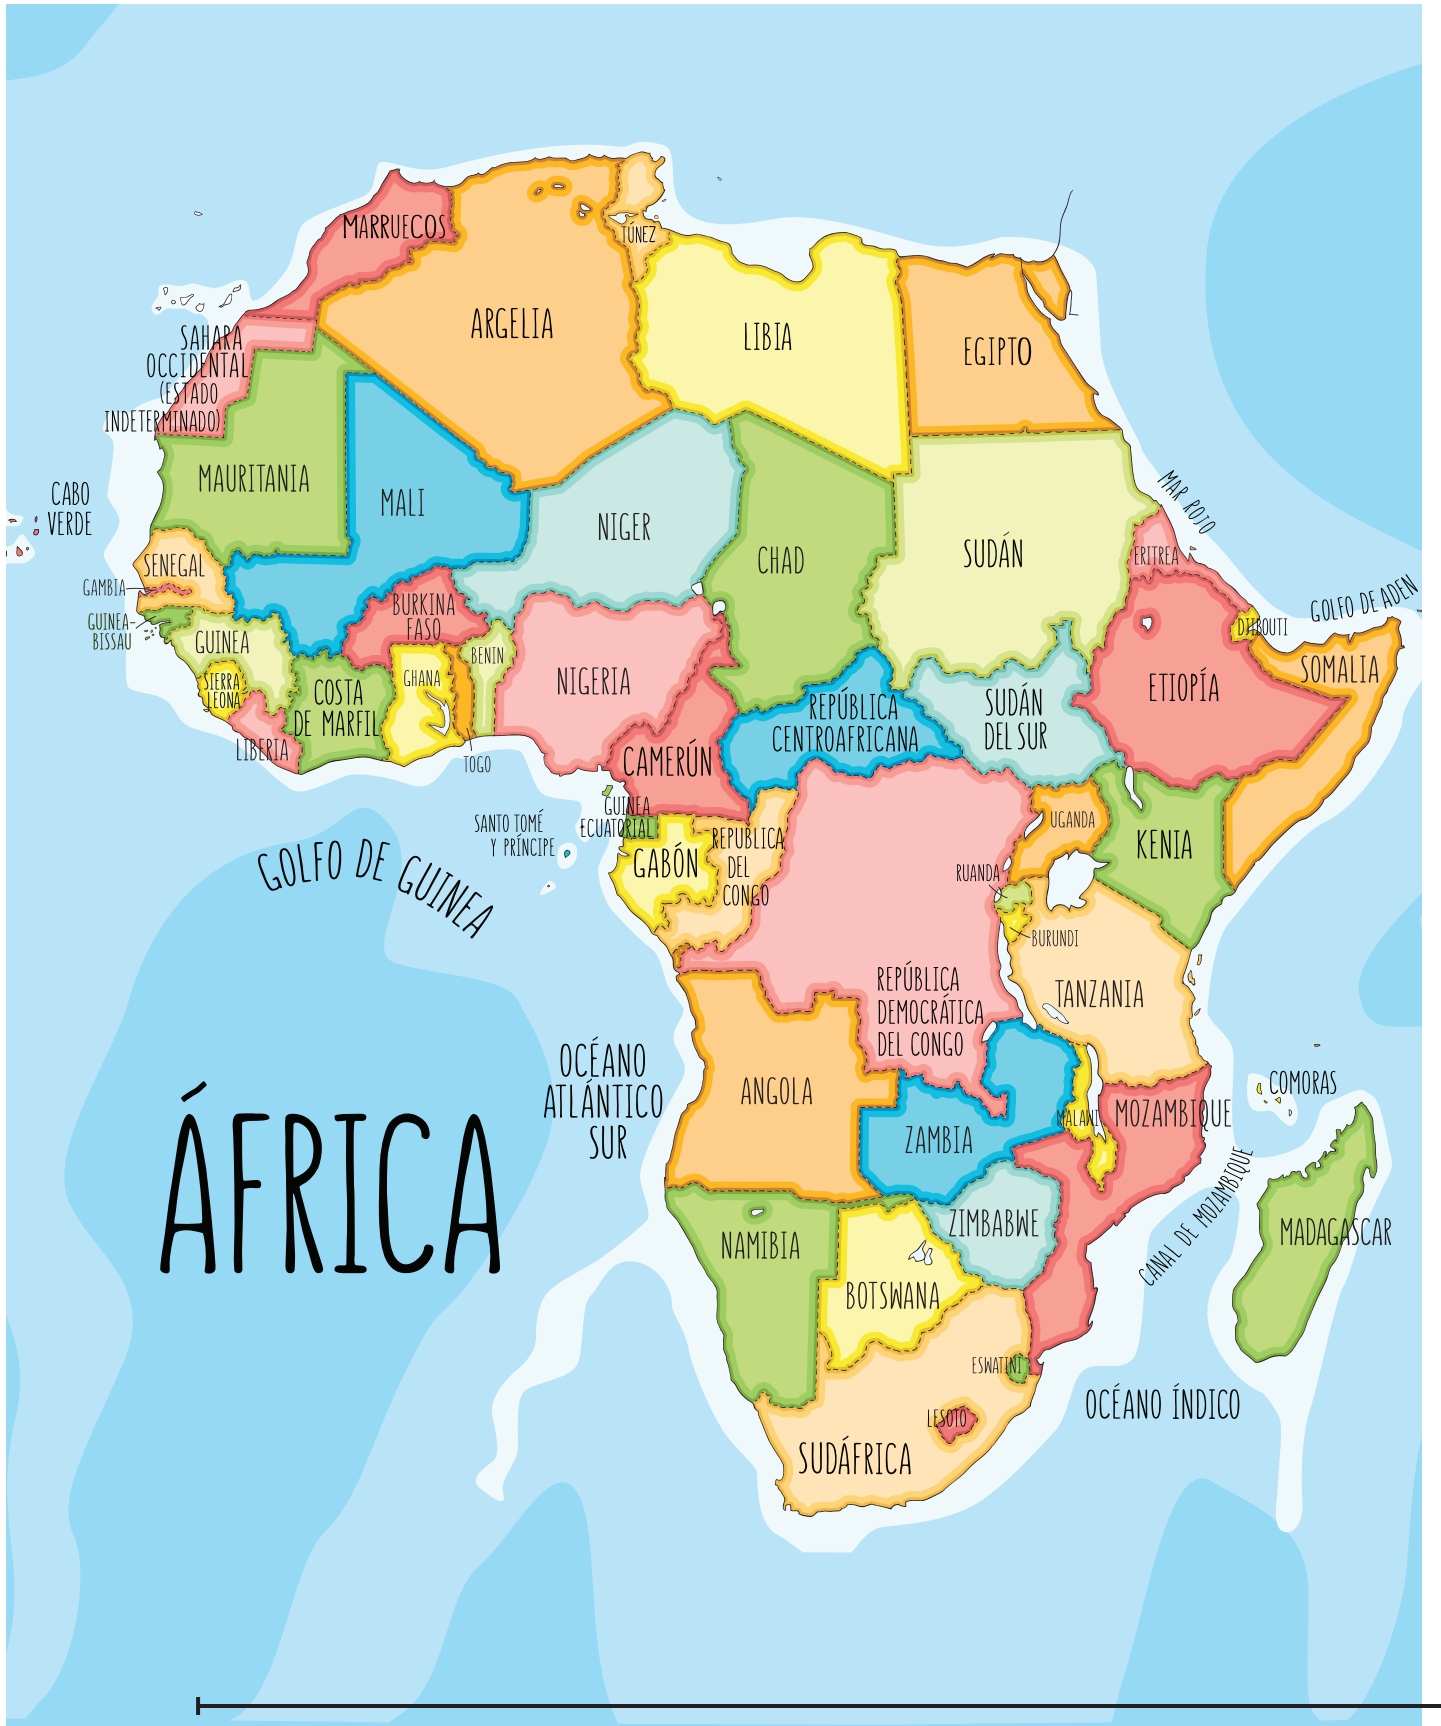 MARRUECOS
TÚNEZ
ARGELIA
LIBIA
EGIPTO
SAHARA
OCCIDENTAL
(ESTADO
INDETERMINADO)
MAURITANIA
MALI
NIGER
CHAD
SUDÁN
MAR ROJO
ERITREA
CABO
VERDE
SENEGAL
GAMBIA
GUINEA-
BISSAU
GUINEA
SIERRA
LEONA
LIBERIA
COSTA
DE MARFIL
BURKINA
FASO
GHANA
BENIN
TOGO
NIGERIA
CAMERÚN
REPÚBLICA
CENTROAFRICANA
SUDÁN
DEL SUR
ETIOPÍA
DJIBOUTI
GOLFO DE ADEN
SOMALIA
GOLFO DE GUINEA
SANTO TOMÉ
Y PRÍNCIPE
GUINEA
ECUATORIAL
GABÓN
REPUBLICA
DEL
CONGO
UGANDA
KENIA
RUANDA
BURUNDI
TANZANIA
REPÚBLICA
DEMOCRÁTICA
DEL CONGO
OCÉANO
ATLÁNTICO
SUR
ÁFRICA
ANGOLA
ZAMBIA
MALAWI
MOZAMBIQUE
COMORAS
CANAL DE MOZAMBIQUE
MADAGASCAR
NAMIBIA
ZIMBABWE
BOTSWANA
ESWATINI
LESOTO
SUDÁFRICA
OCÉANO ÍNDICO